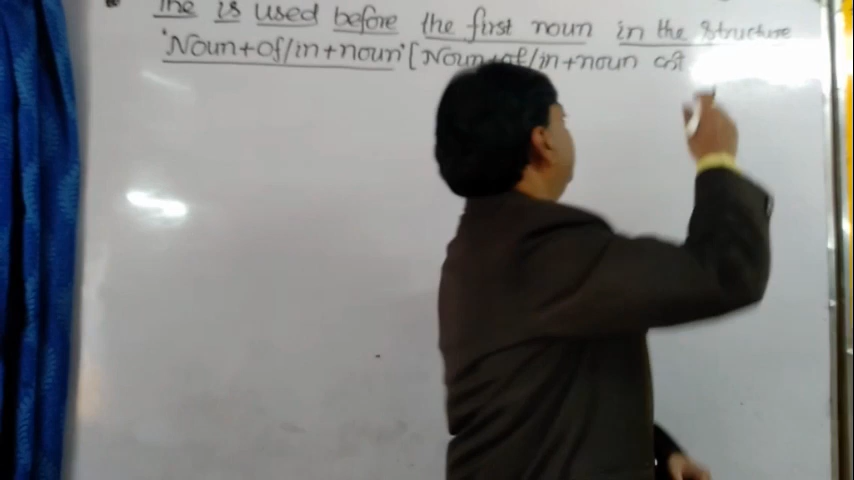 The is used before the first noun in the structure
'Noun+of/in+noun' [Noun+of/in+noun की